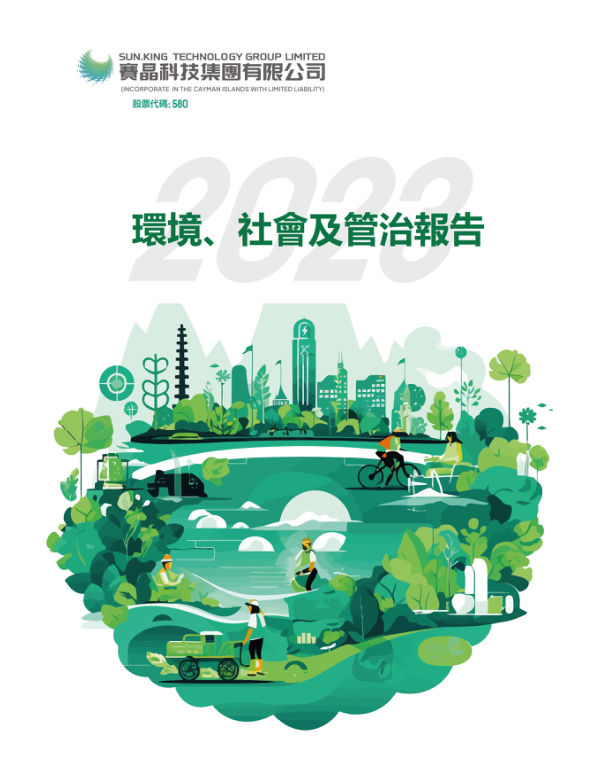 SUN.KING TECHNOLOGY GROUP LIMITED
賽晶科技集團有限公司
(INCORPORATE IN THE CAYMAN ISLANDS WITH LIMITED LIABILITY)
股票代碼: 580
2023
環境、社會及管治報告